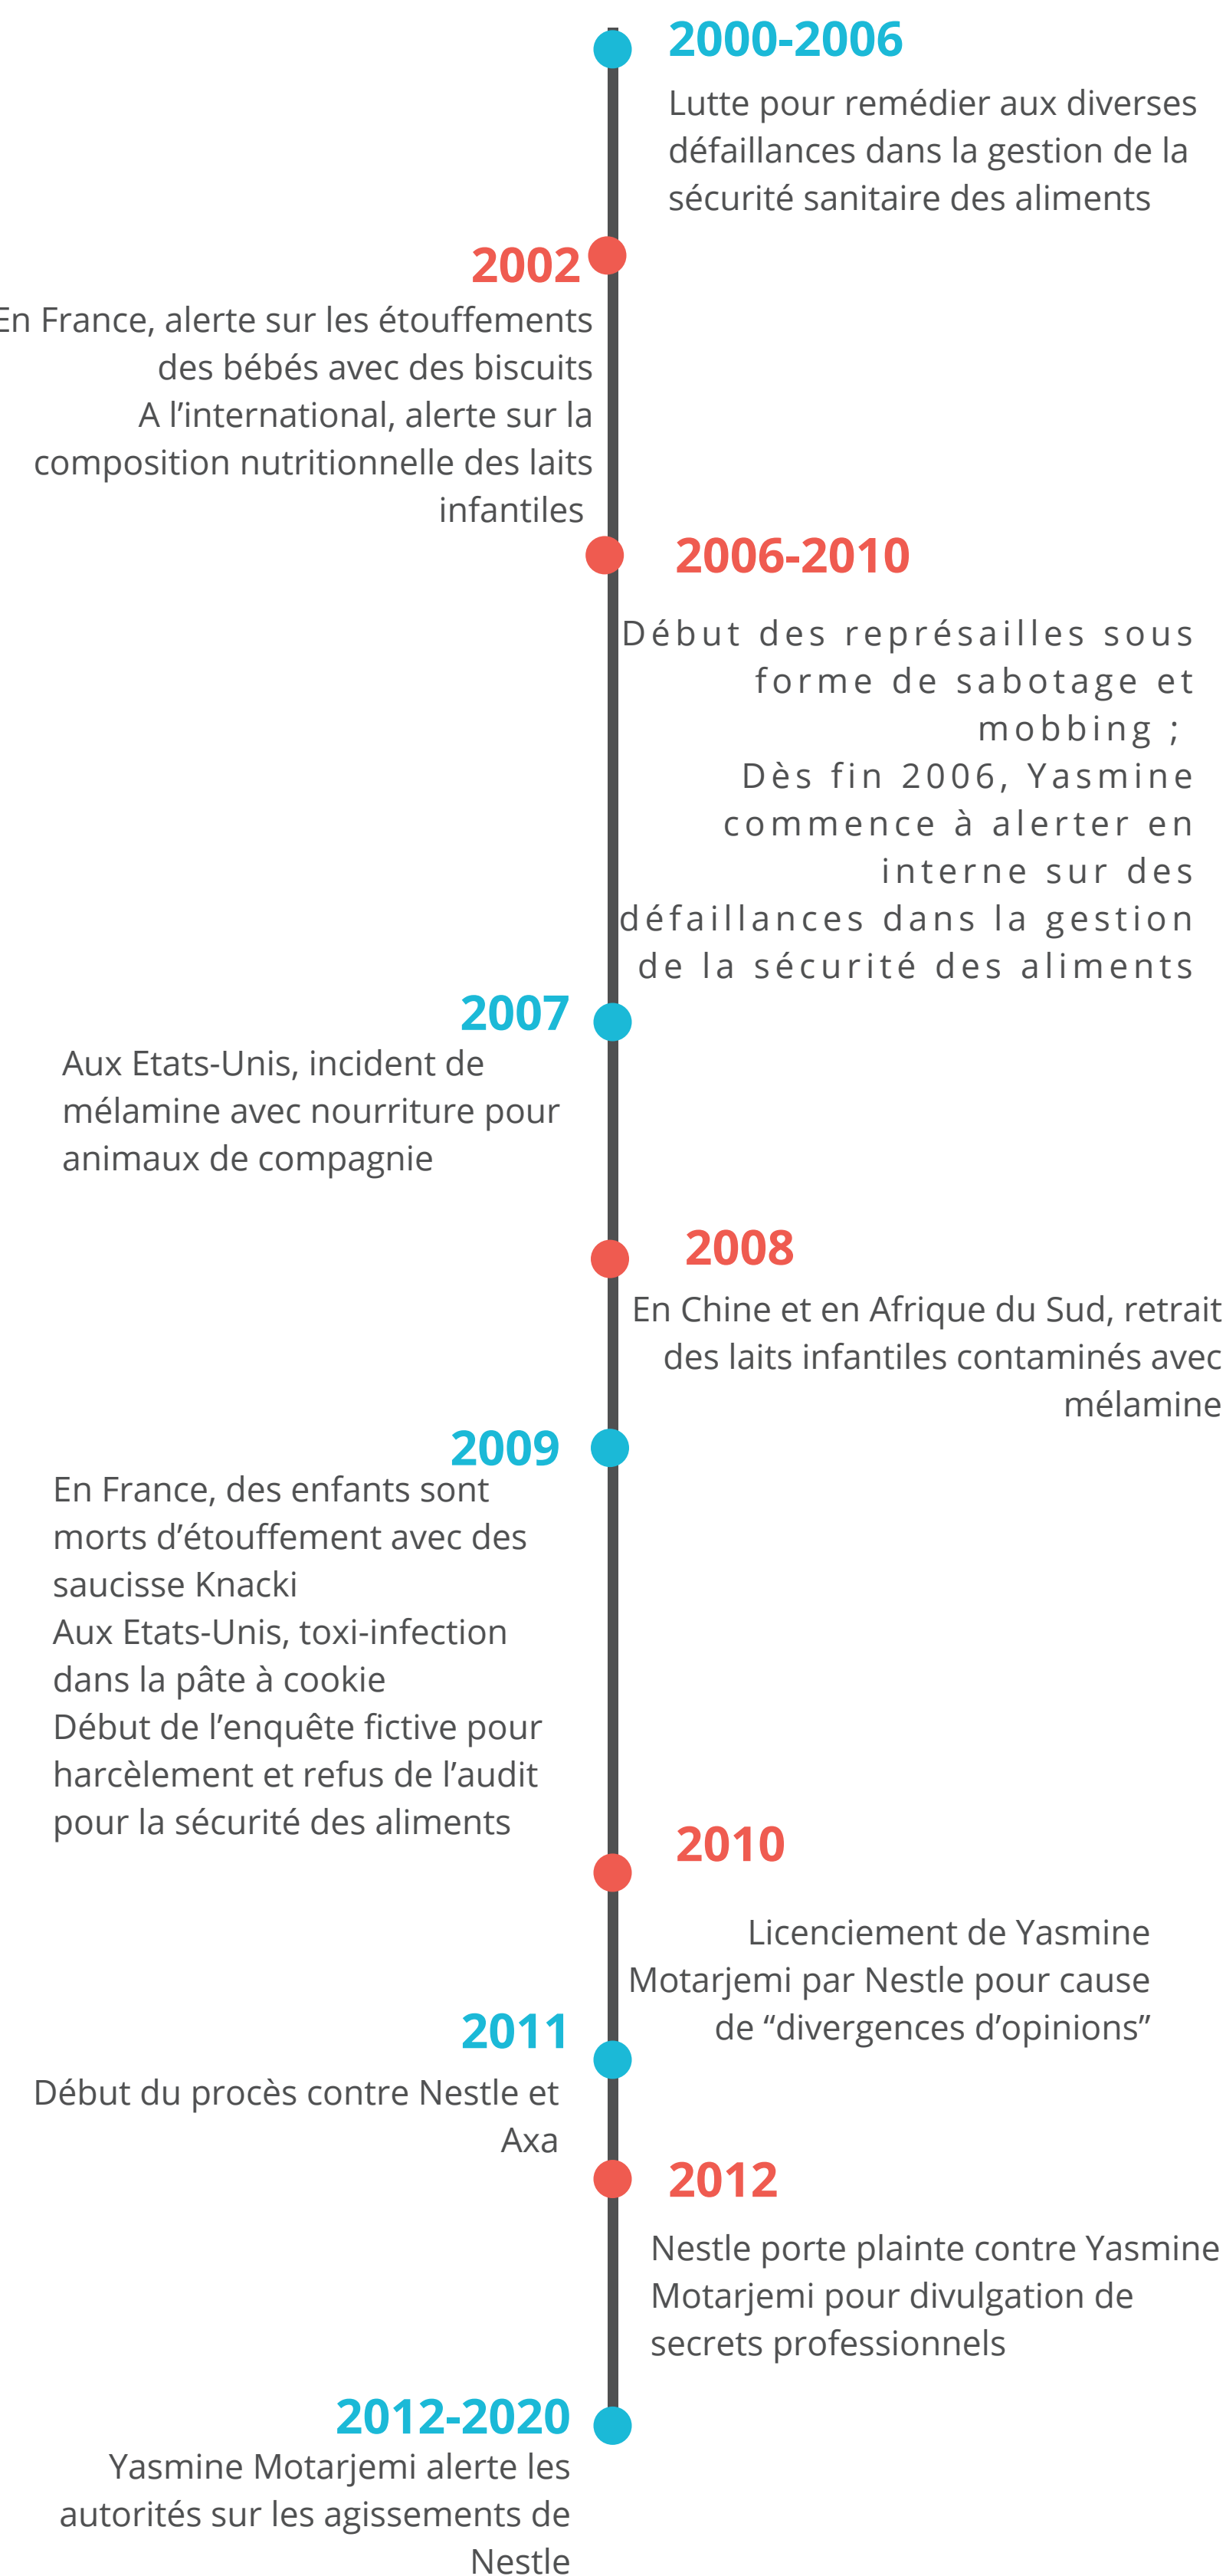 2000-2006
Lutte pour remédier aux diverses
défaillances dans la gestion de la
sécurité sanitaire des aliments
2002
En France, alerte sur les étouffements
des bébés avec des biscuits
A l’international, alerte sur la
composition nutritionnelle des laits
infantiles
2006-2010
Début des représailles sous
forme de sabotage et
mobbing ;
Dès fin 2006, Yasmine
commence à alerter en
interne sur des
défaillances dans la gestion
de la sécurité des aliments
2007
Aux Etats-Unis, incident de
mélamine avec nourriture pour
animaux de compagnie
2008
En Chine et en Afrique du Sud, retrait
des laits infantiles contaminés avec
mélamine
2009
En France, des enfants sont
morts d’étouffement avec des
saucisse Knacki
Aux Etats-Unis, toxi-infection
dans la pâte à cookie
Début de l’enquête fictive pour
harcèlement et refus de l’audit
pour la sécurité des aliments
2010
Licenciement de Yasmine
Motarjemi par Nestle pour cause
de “divergences d’opinions”
2011
Début du procès contre Nestle et
Axa
2012
Nestle porte plainte contre Yasmine
Motarjemi pour divulgation de
secrets professionnels
2012-2020
Yasmine Motarjemi alerte les
autorités sur les agissements de
Nestle